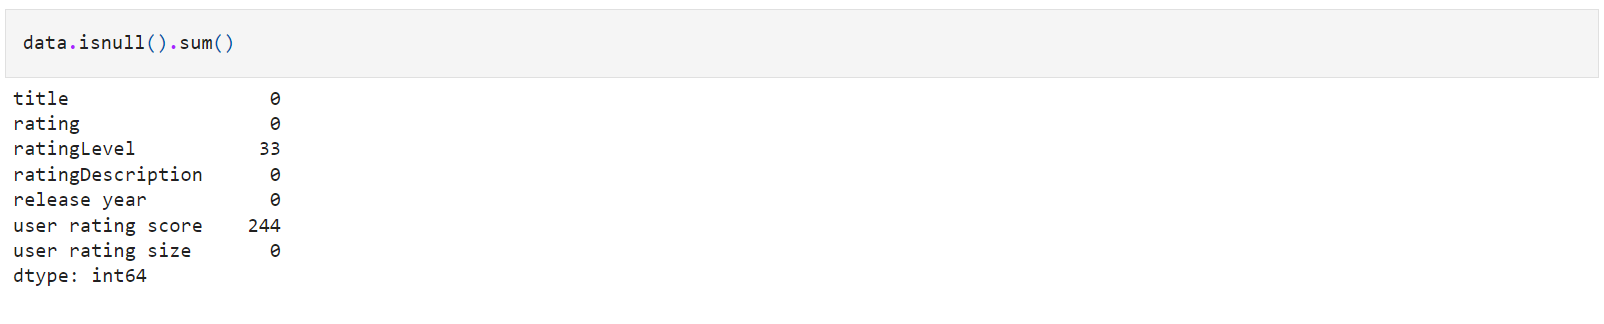 data.isnull().sum()
title 0
rating 0
ratingLevel 33
ratingDescription 0
release year 0
user rating score 244
user rating size 0
dtype: int64